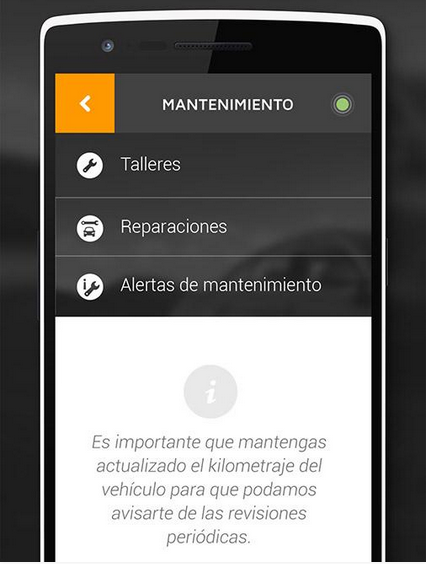 MANTENIMIENTO
Talleres
Reparaciones
Alertas de mantenimiento
Es importante que mantengas
actualizado el kilometraje del
vehículo para que podamos
avisarte de las revisiones
periódicas.